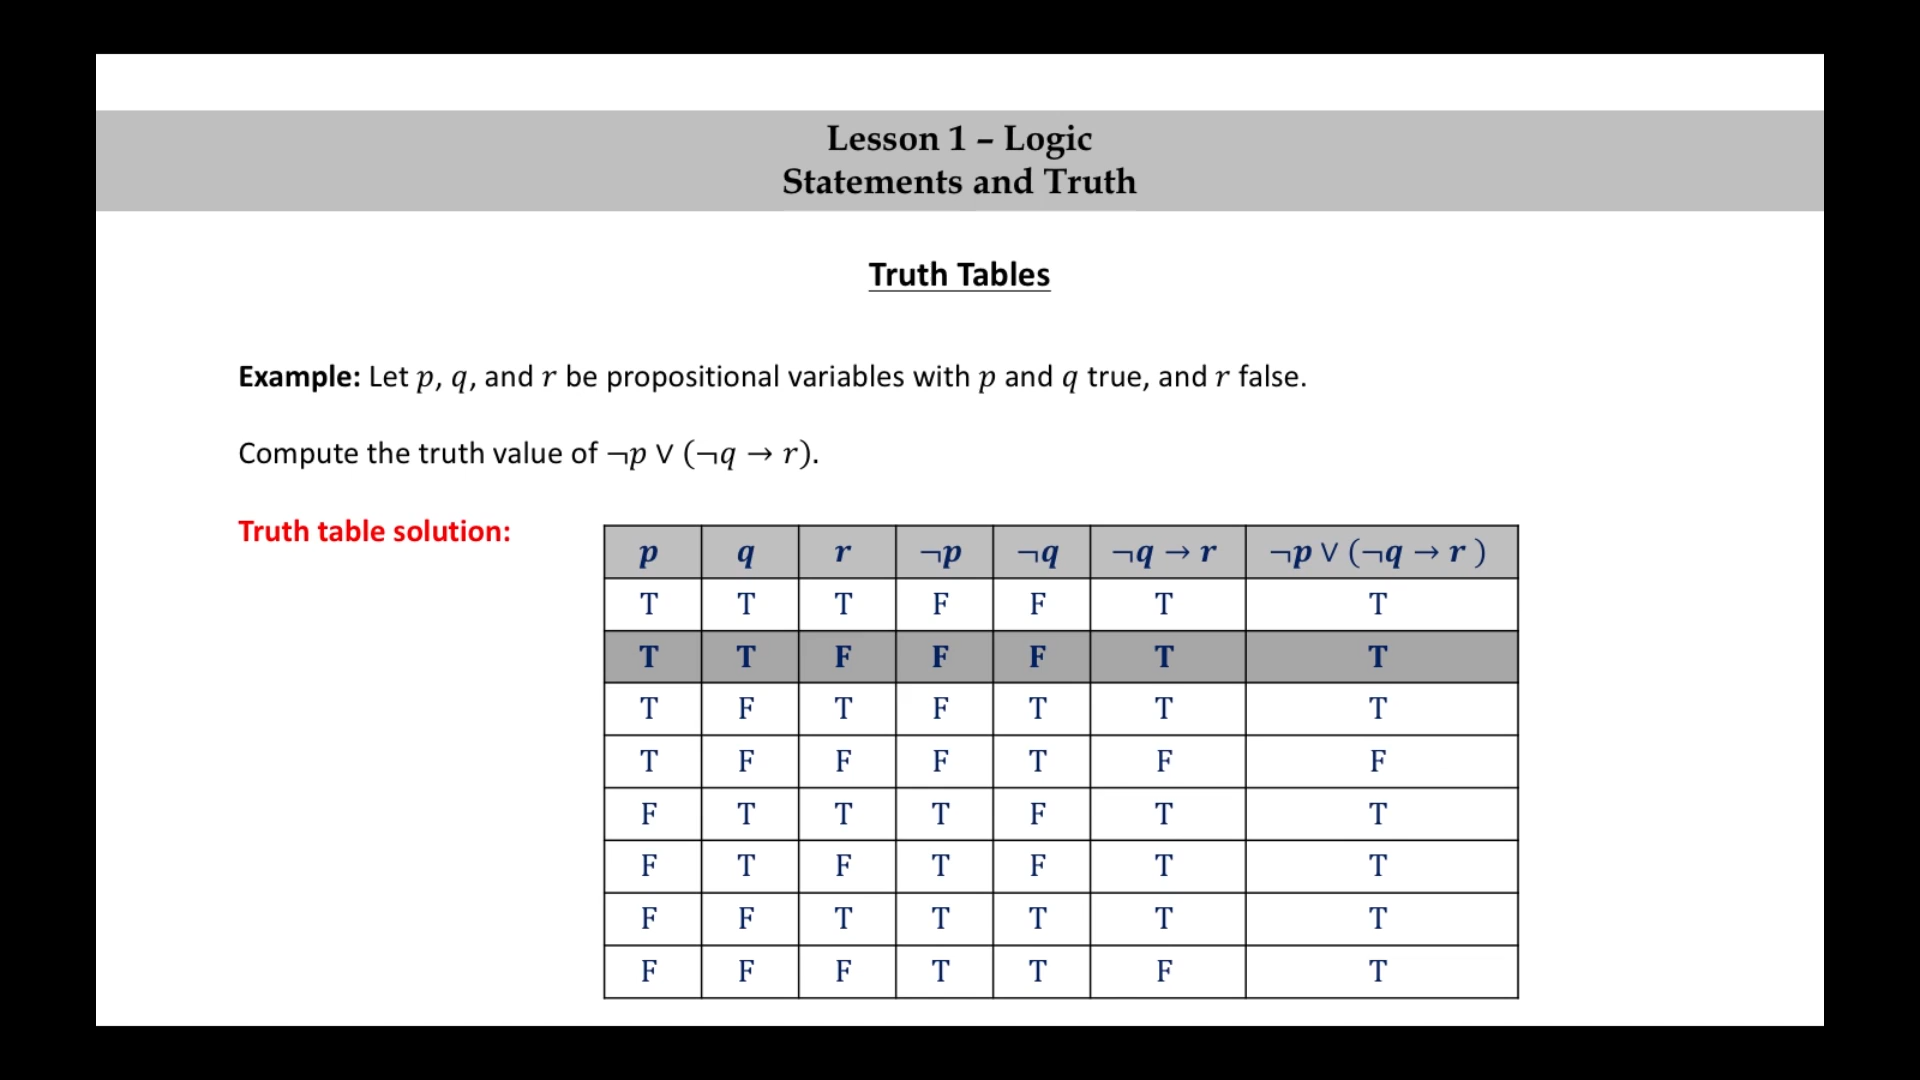 Lesson 1 – Logic
Statements and Truth
Truth Tables
Example: Let p, q, and r be propositional variables with p and q true, and r false.
Compute the truth value of ¬p ∨ (¬q → r).
Truth table solution:
p q r ¬p ¬q ¬q → r ¬p ∨ (¬q → r )
T T T F F T T
T T F F F T T
T F T F T T T
T F F F T F F
F T T T F T T
F T F T F T T
F F T T T T T
F F F T T F T